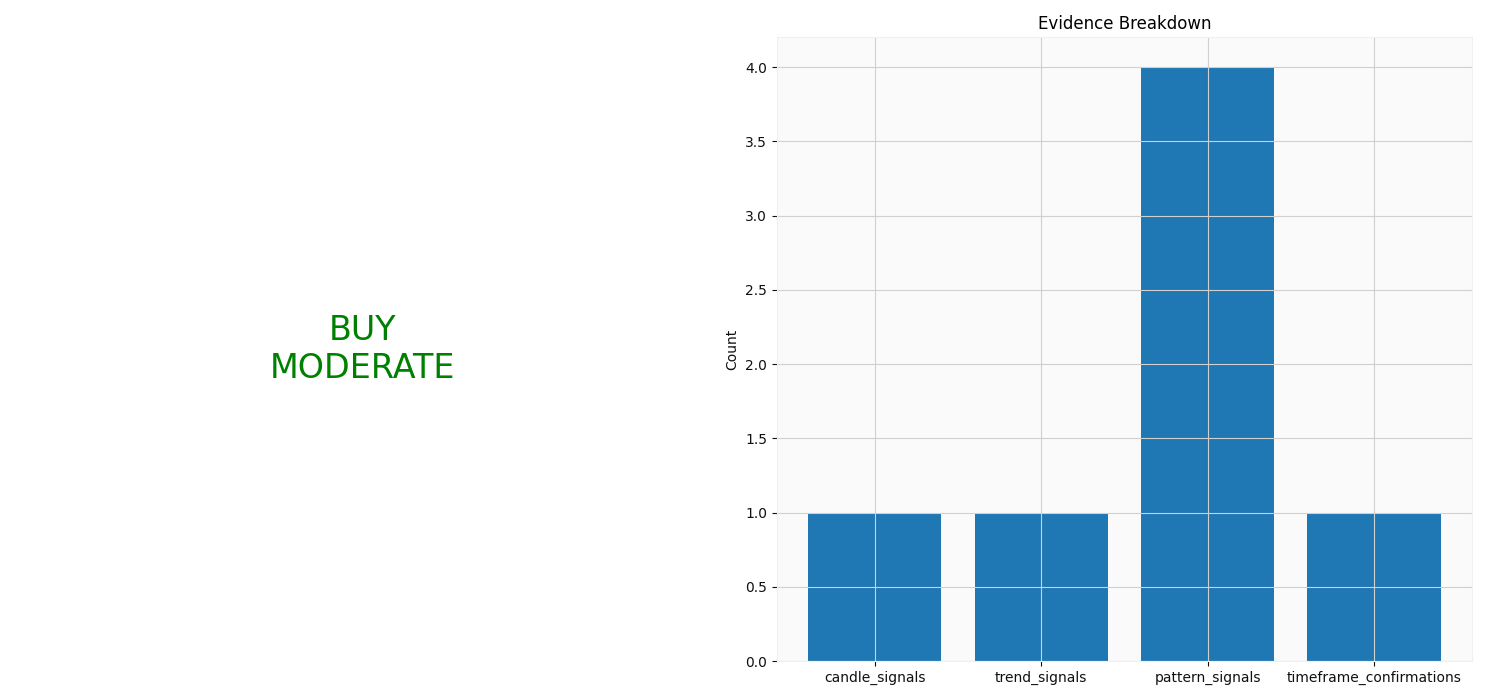 BUY
MODERATE
Evidence Breakdown
Count
4.0
3.5
3.0
2.5
2.0
1.5
1.0
0.5
0.0
candle_signals
trend_signals
pattern_signals
timeframe_confirmations